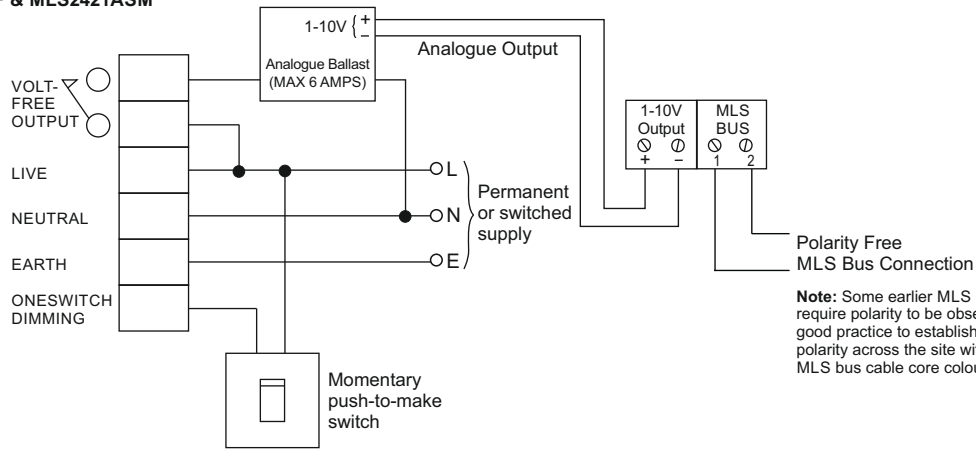 & MLS2421ASM
1-10V { + –
Analogue Ballast
(MAX 6 AMPS)
Analogue Output
VOLT-
FREE
OUTPUT
LIVE
NEUTRAL
EARTH
ONESWITCH
DIMMING
L
N
E
Permanent
or switched
supply
Momentary
push-to-make
switch
1-10V
Output
+ –
MLS
BUS
1 2
Polarity Free
MLS Bus Connection
Note: Some earlier MLS
require polarity to be
good practice to establish
polarity across the site
MLS bus cable core